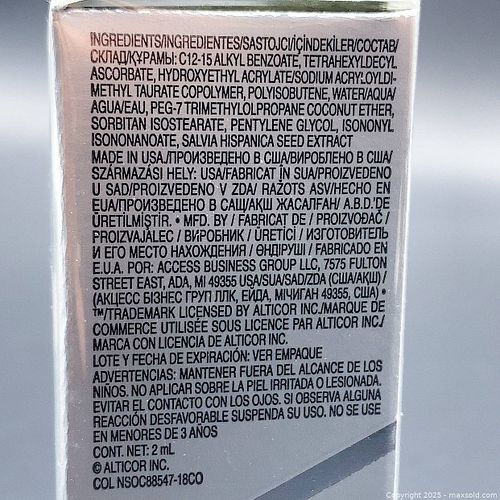 INGREDIENTS/INGREDIENTES/SASTOJCI/İÇİNDEKİLER/СОСТАВ/
СКЛАД/ҚҰРАМЫ: C12-15 ALKYL BENZOATE, TETRAHEXYLDECYL
ASCORBATE, HYDROXYETHYL ACRYLATE/SODIUM ACRYLOYLDI-
METHYL TAURATE COPOLYMER, POLYISOBUTENE, WATER/AQUA/
AGUA/EAU, PEG-7 TRIMETHYLOLPROPANE COCONUT ETHER,
SORBITAN ISOSTEARATE, PENTYLENE GLYCOL, ISONONYL
ISONONANOATE, SALVIA HISPANICA SEED EXTRACT
MADE IN USA./ПРОИЗВЕДЕНО В США/ВИРОБЛЕНО В США/
SZÁRMAZÁSI HELY: USA/FABRICAT ÎN SUA/PROIZVEDENO
U SAD/PROIZVEDENO V ZDA/ RAŽOTS ASV/HECHO EN
EUA/ПРОИЗВЕДЕНО В САЩ/АҚШ ЖАСАЛҒАН/ A.B.D.'DE
ÜRETİLMİŞTİR. • MFD. BY / FABRICAT DE / PROIZVOĐAČ /
PROIZVAJALEC / ВИРОБНИК / ÜRETİCİ / ИЗГОТОВИТЕЛЬ
И ЕГО МЕСТО НАХОЖДЕНИЯ / ӨНДІРУШІ / FABRICADO EN
E.U.A. POR: ACCESS BUSINESS GROUP LLC, 7575 FULTON
STREET EAST, ADA, MI 49355 USA/SUA/SAD/ZDA (США/АҚШ) /
(АКЦЕСС БІЗНЕС ГРУП ЛЛК, ЕЙДА, МІЧИГАН 49355, США) •
™/TRADEMARK LICENSED BY ALTICOR INC./MARQUE DE
COMMERCE UTILISÉE SOUS LICENCE PAR ALTICOR INC./
MARCA CON LICENCIA DE ALTICOR INC.
LOTE Y FECHA DE EXPIRACIÓN: VER EMPAQUE
ADVERTENCIAS: MANTENER FUERA DEL ALCANCE DE LOS
NIÑOS. NO APLICAR SOBRE LA PIEL IRRITADA O LESIONADA.
EVITAR EL CONTACTO CON LOS OJOS. SI OBSERVA ALGUNA
REACCIÓN DESFAVORABLE SUSPENDA SU USO. NO SE USE
EN MENORES DE 3 AÑOS
CONT. NET: 2 mL
© ALTICOR INC.
COL NSOC88547-18CO
Copyright 2025 - maxsold.com